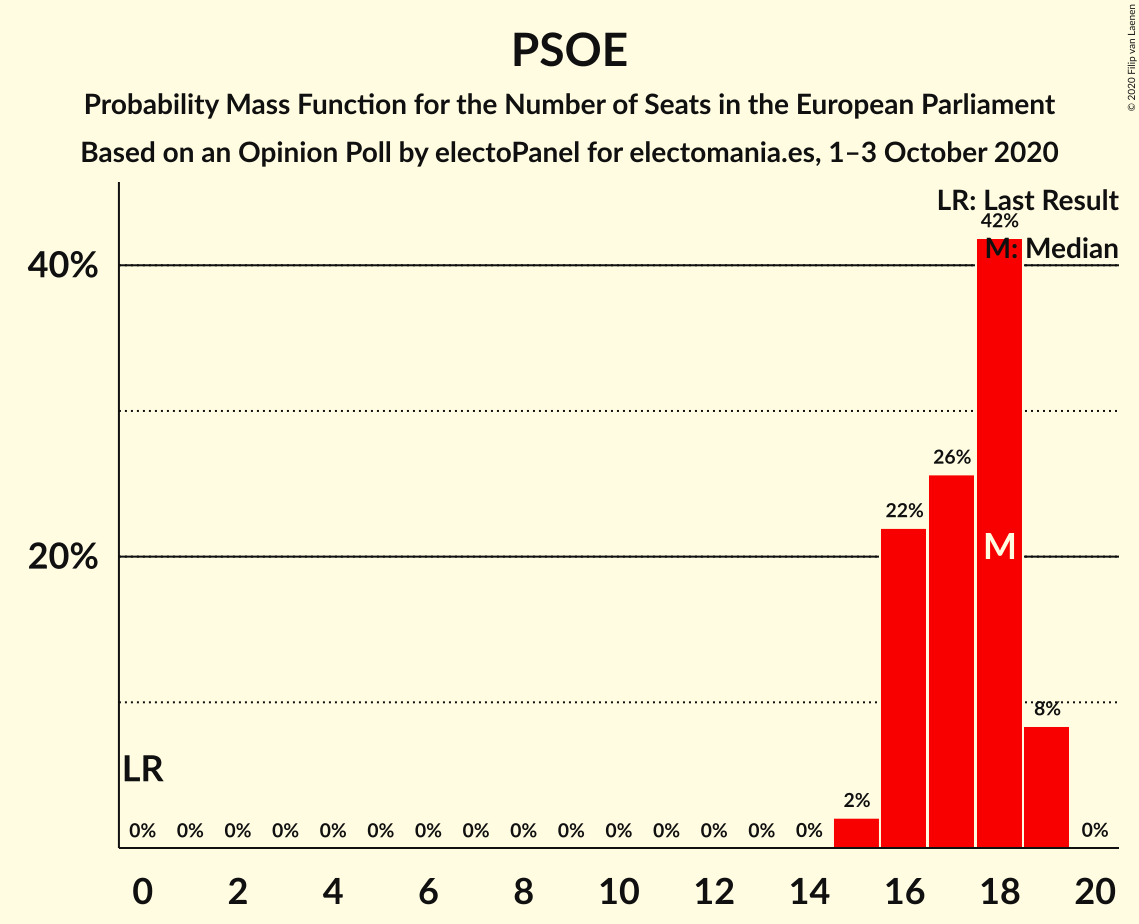 PSOE
Probability Mass Function for the Number of Seats in the European Parliament
Based on an Opinion Poll by electoPanel for electomania.es, 1–3 October 2020
© 2020 Filip van Laenen
LR: Last Result
M: Median
40%
20%
42%
26%
22%
M
8%
2%
LR
0% 0% 0% 0% 0% 0% 0% 0% 0% 0% 0% 0% 0% 0% 0% 0%
0 2 4 6 8 10 12 14 16 18 20